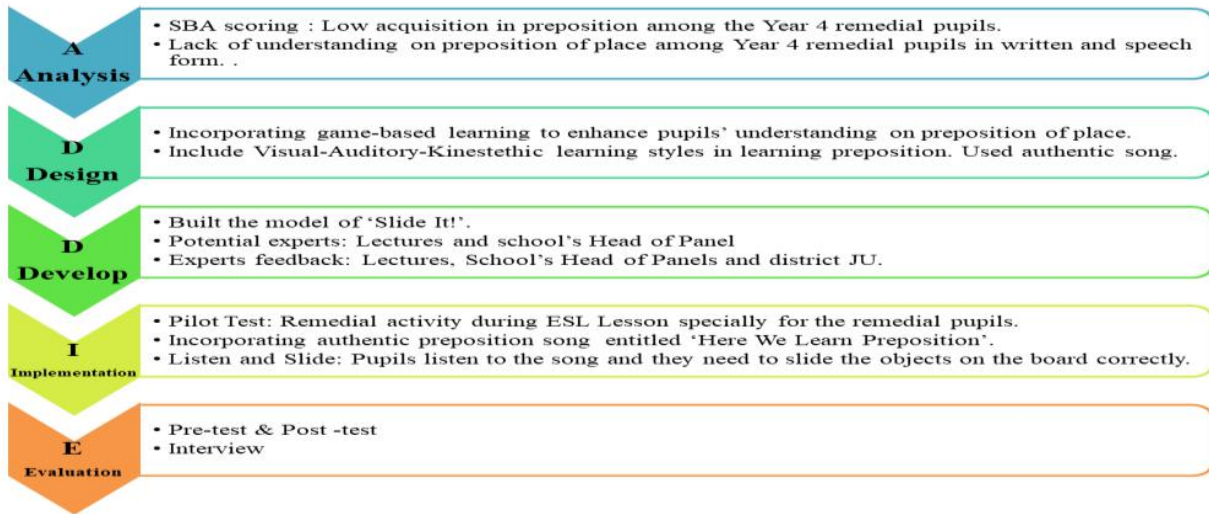 A
Analysis
• SBA scoring : Low acquisition in preposition among the Year 4 remedial pupils.
• Lack of understanding on preposition of place among Year 4 remedial pupils in written and speech
form. .
D
Design
• Incorporating game-based learning to enhance pupils’ understanding on preposition of place.
• Include Visual-Auditory-Kinestethic learning styles in learning preposition. Used authentic song.
D
Develop
• Built the model of ‘Slide It!’.
• Potential experts: Lectures and school’s Head of Panel
• Experts feedback: Lectures, School’s Head of Panels and district JU.
I
Implementation
• Pilot Test: Remedial activity during ESL Lesson specially for the remedial pupils.
• Incorporating authentic preposition song entitled ‘Here We Learn Preposition’.
• Listen and Slide: Pupils listen to the song and they need to slide the objects on the board correctly.
E
Evaluation
• Pre-test & Post -test
• Interview